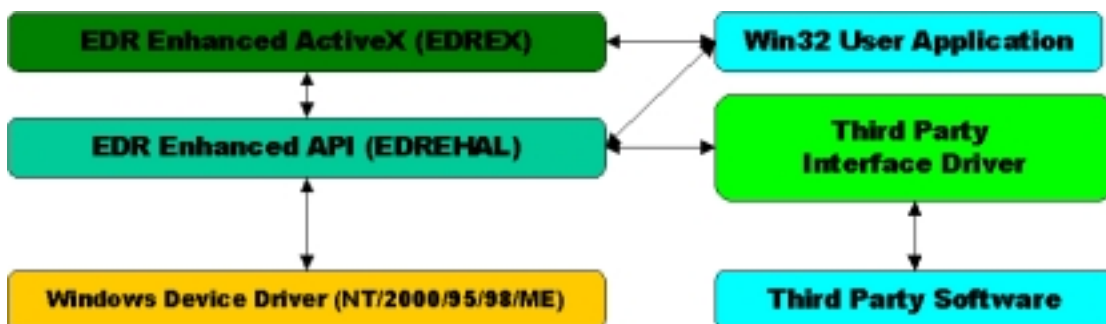 EDR Enhanced ActiveX (EDREX)
Win32 User Application
EDR Enhanced API (EDREHAL)
Third Party
Interface Driver
Windows Device Driver (NT/2000/95/98/ME)
Third Party Software